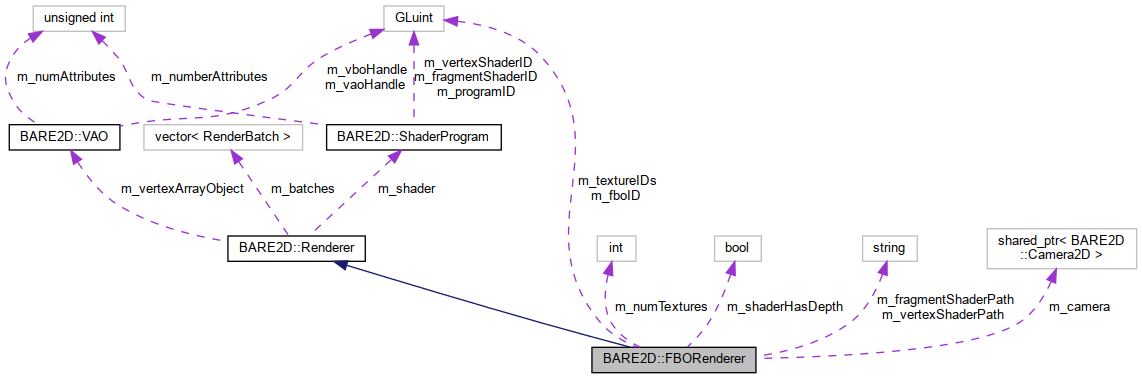 unsigned int
GLuint
m_vertexShaderID
m_fragmentShaderID
m_programID
m_numAttributes
m_numberAttributes
m_vboHandle
m_vaoHandle
BARE2D::VAO
vector< RenderBatch >
BARE2D::ShaderProgram
m_vertexArrayObject
m_batches
m_shader
m_textureIDs
m_fboID
BARE2D::Renderer
int
bool
string
shared_ptr< BARE2D
::Camera2D >
m_numTextures
m_shaderHasDepth
m_fragmentShaderPath
m_vertexShaderPath
m_camera
BARE2D::FBORenderer